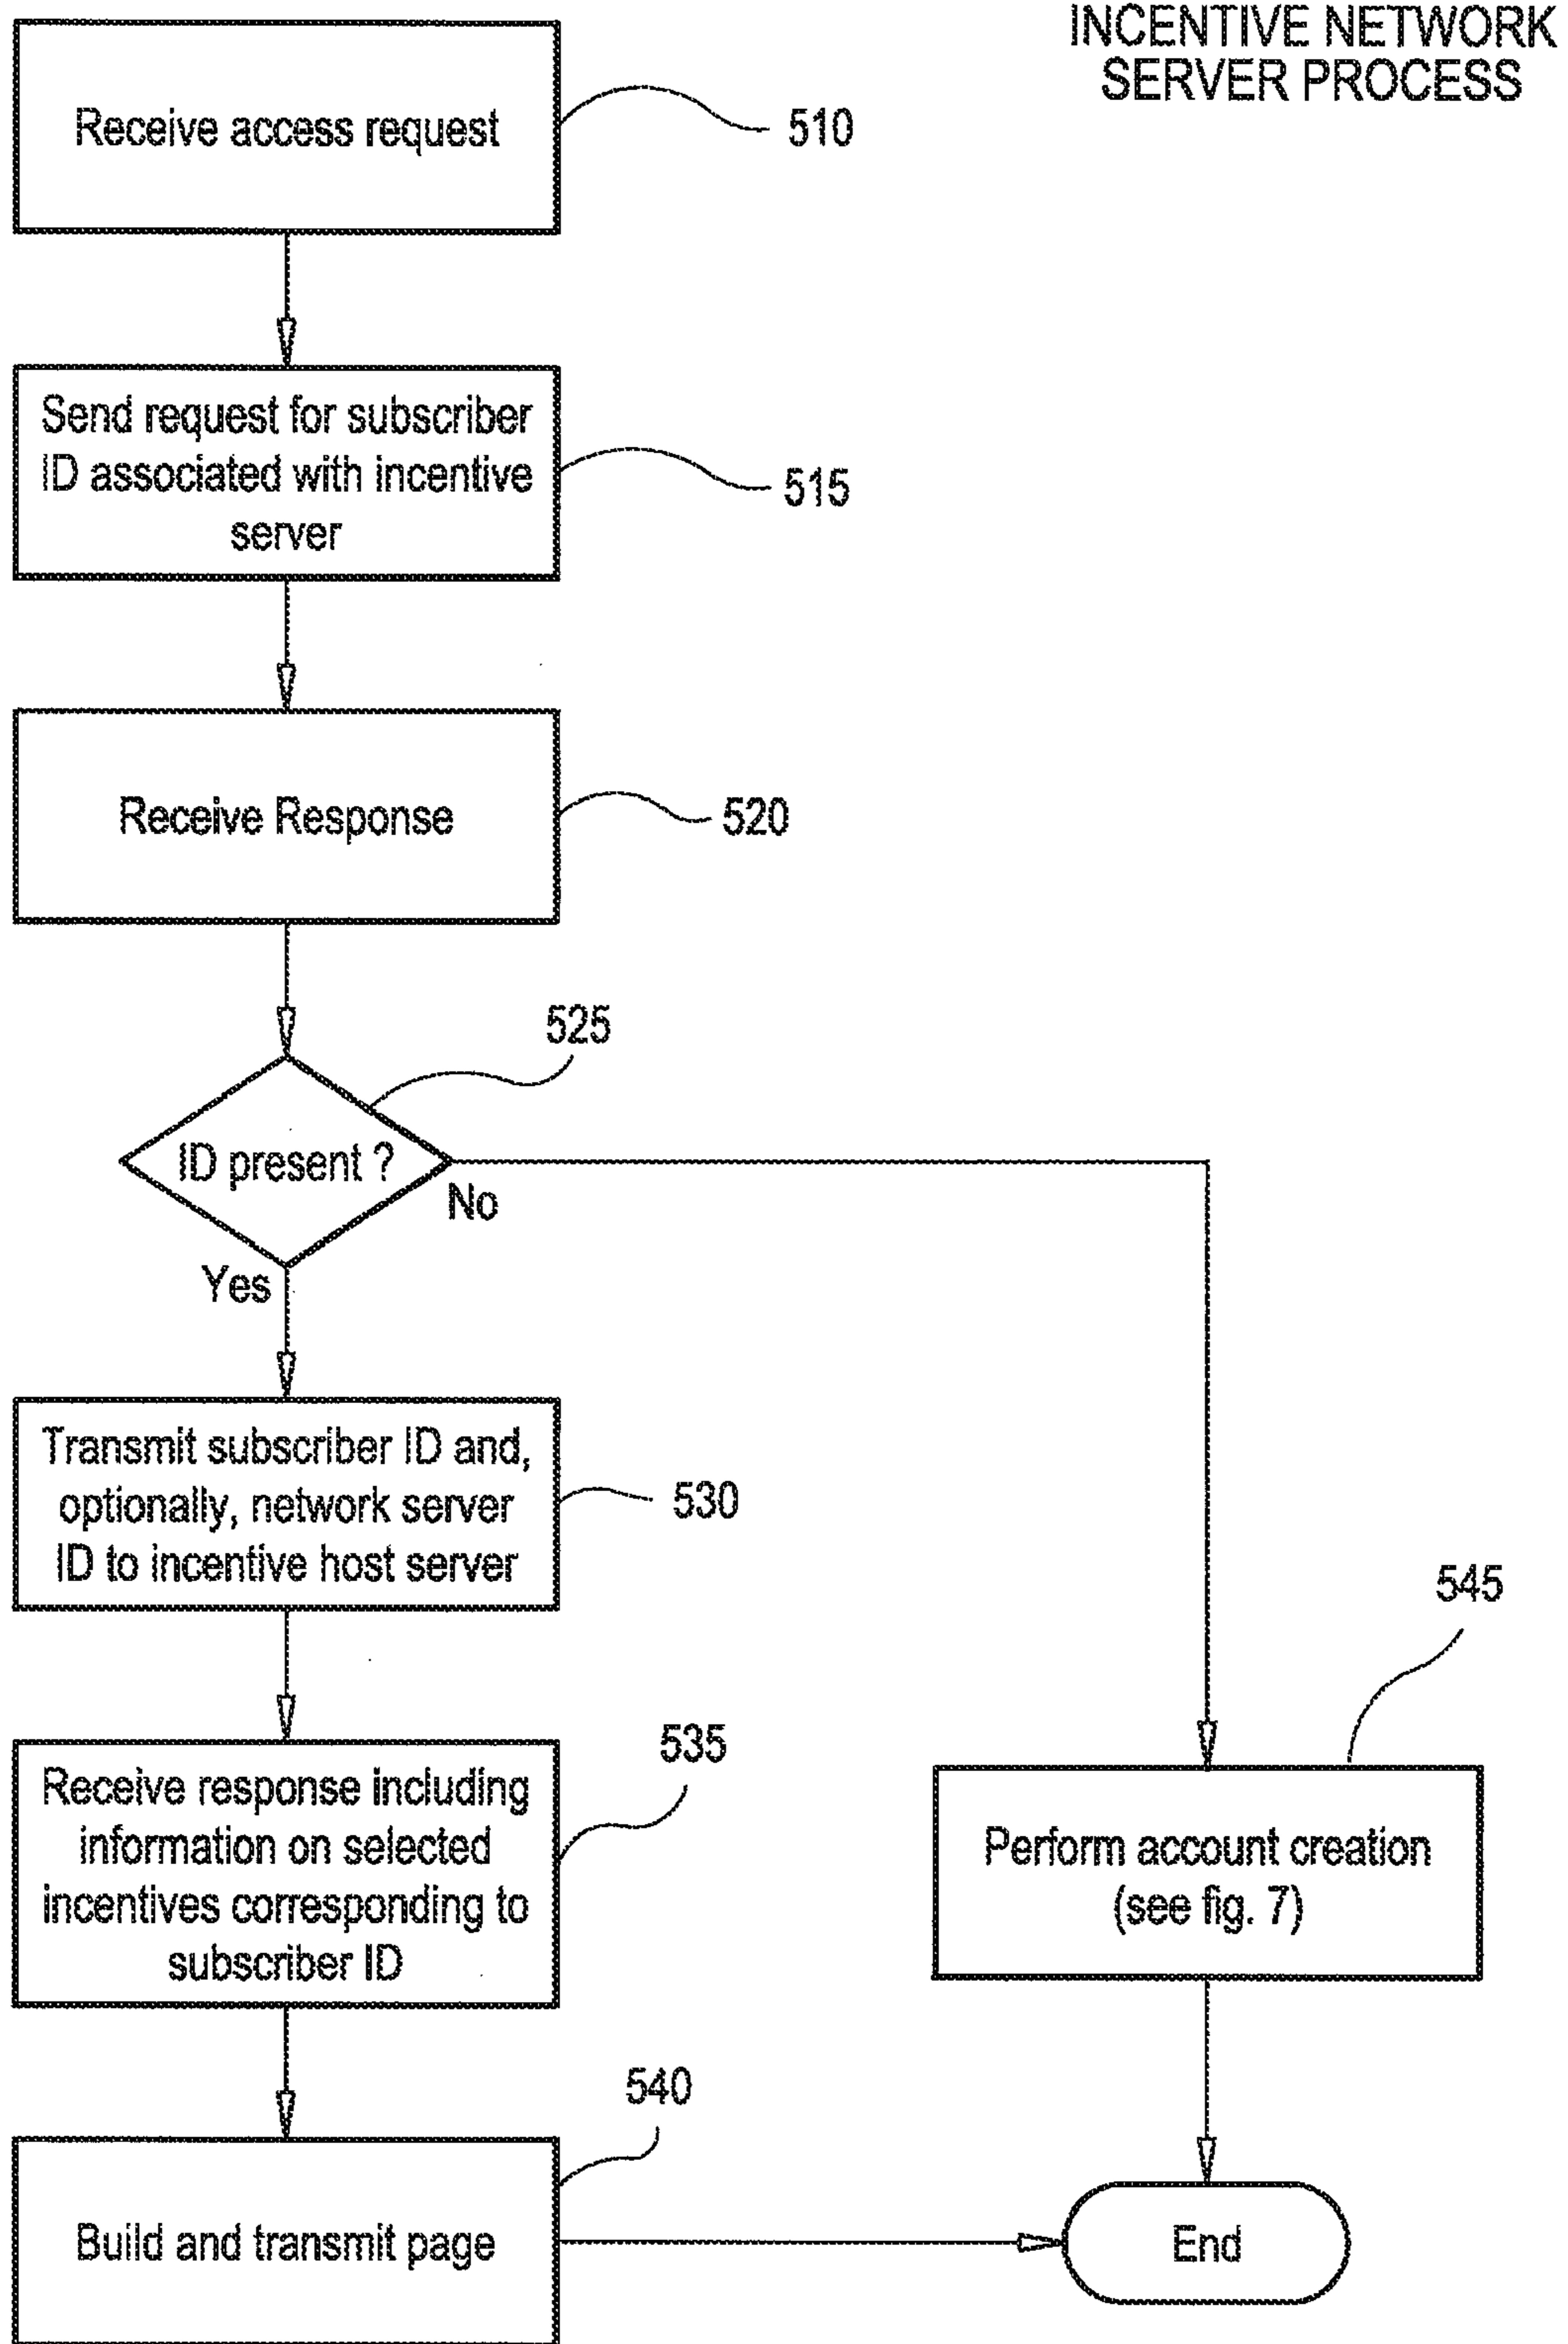 INCENTIVE NETWORK
SERVER PROCESS
Receive access request
510
Send request for subscriber
ID associated with incentive
server
515
Receive Response
520
525
ID present ?
No
Yes
Transmit subscriber ID and,
optionally, network server
ID to incentive host server
530
545
535
Receive response including
information on selected
incentives corresponding to
subscriber ID
Perform account creation
(see fig. 7)
540
Build and transmit page
End